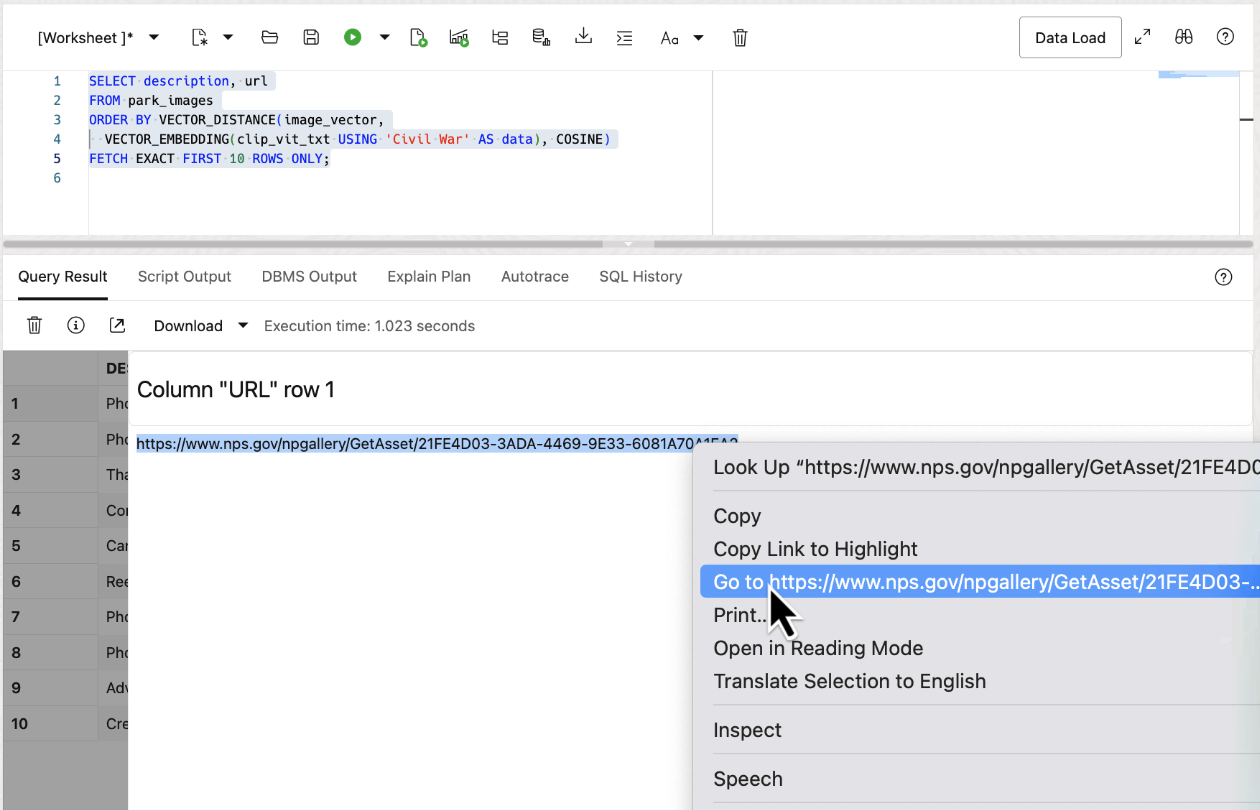 [Worksheet ]*
Aa
Data Load
1 SELECT description, url
2 FROM park_images
3 ORDER BY VECTOR_DISTANCE(image_vector,
4 VECTOR_EMBEDDING(clip_vit_txt USING 'Civil War' AS data), COSINE)
5 FETCH EXACT FIRST 10 ROWS ONLY;
6
Query Result Script Output DBMS Output Explain Plan Autotrace SQL History
Download Execution time: 1.023 seconds
DES
Column "URL" row 1
1 Pho
2 Pho
https://www.nps.gov/npgallery/GetAsset/21FE4D03-3ADA-4469-9E33-6081A70A1FA2
3 Tha
Look Up “https://www.nps.gov/npgallery/GetAsset/21FE4D0
4 Cor
Copy
5 Car
Copy Link to Highlight
6 Ree
Go to https://www.nps.gov/npgallery/GetAsset/21FE4D03-...
7 Pho
Print...
8 Pho
Open in Reading Mode
9 Adv
Translate Selection to English
10 Cre
Inspect
Speech